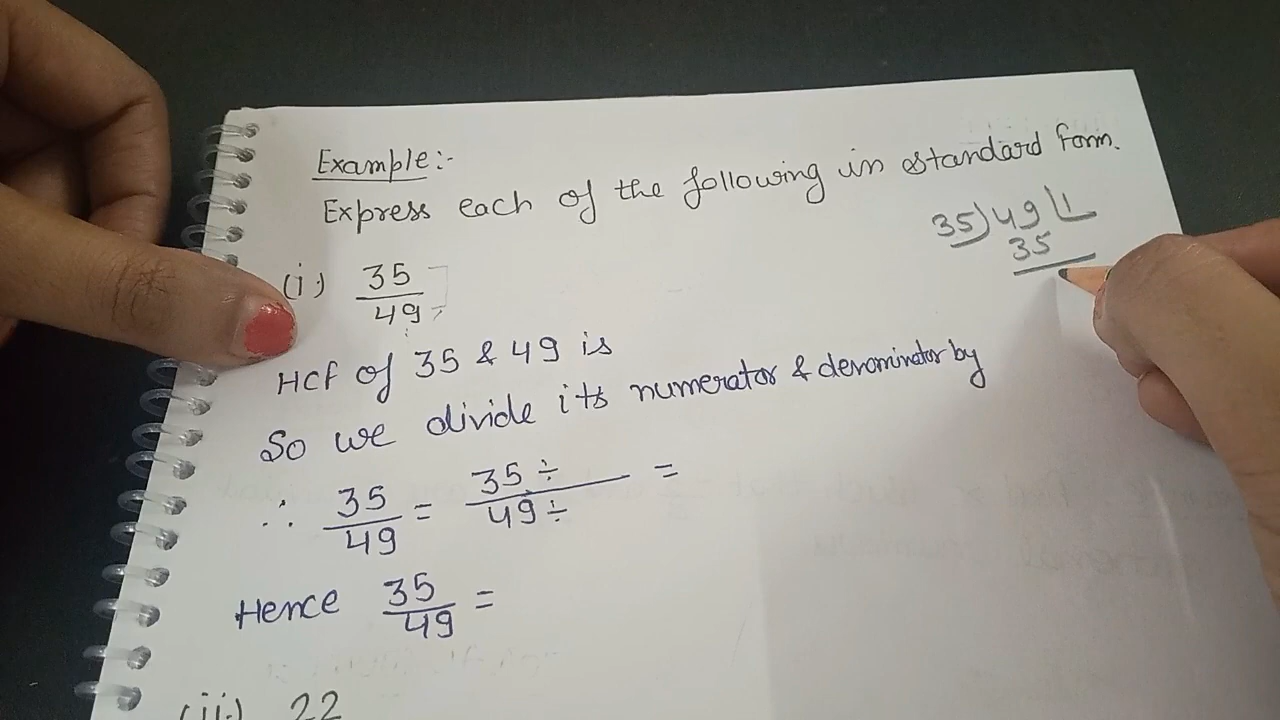 Example:-
Express each of the following in standard form.
35)49(1
35
(i.) 35/49
HCF of 35 & 49 is
So we divide its numerator & denominator by
∴ 35/49 = 35÷/49÷ =
Hence 35/49 =
(ii.) 22